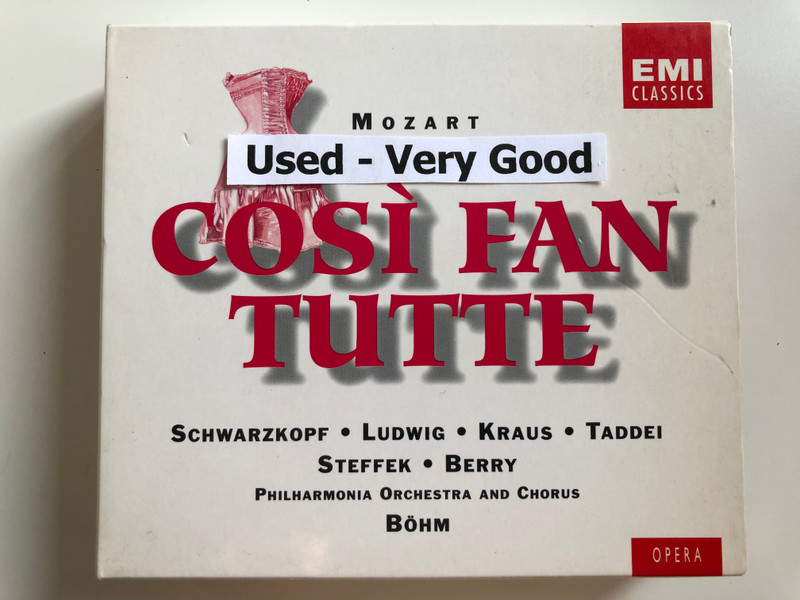 EMI
CLASSICS
MOZART
Used - Very Good
COSÌ FAN
TUTTE
SCHWARZKOPF • LUDWIG • KRAUS • TADDEI
STEFFEK • BERRY
PHILHARMONIA ORCHESTRA AND CHORUS
BÖHM
OPERA